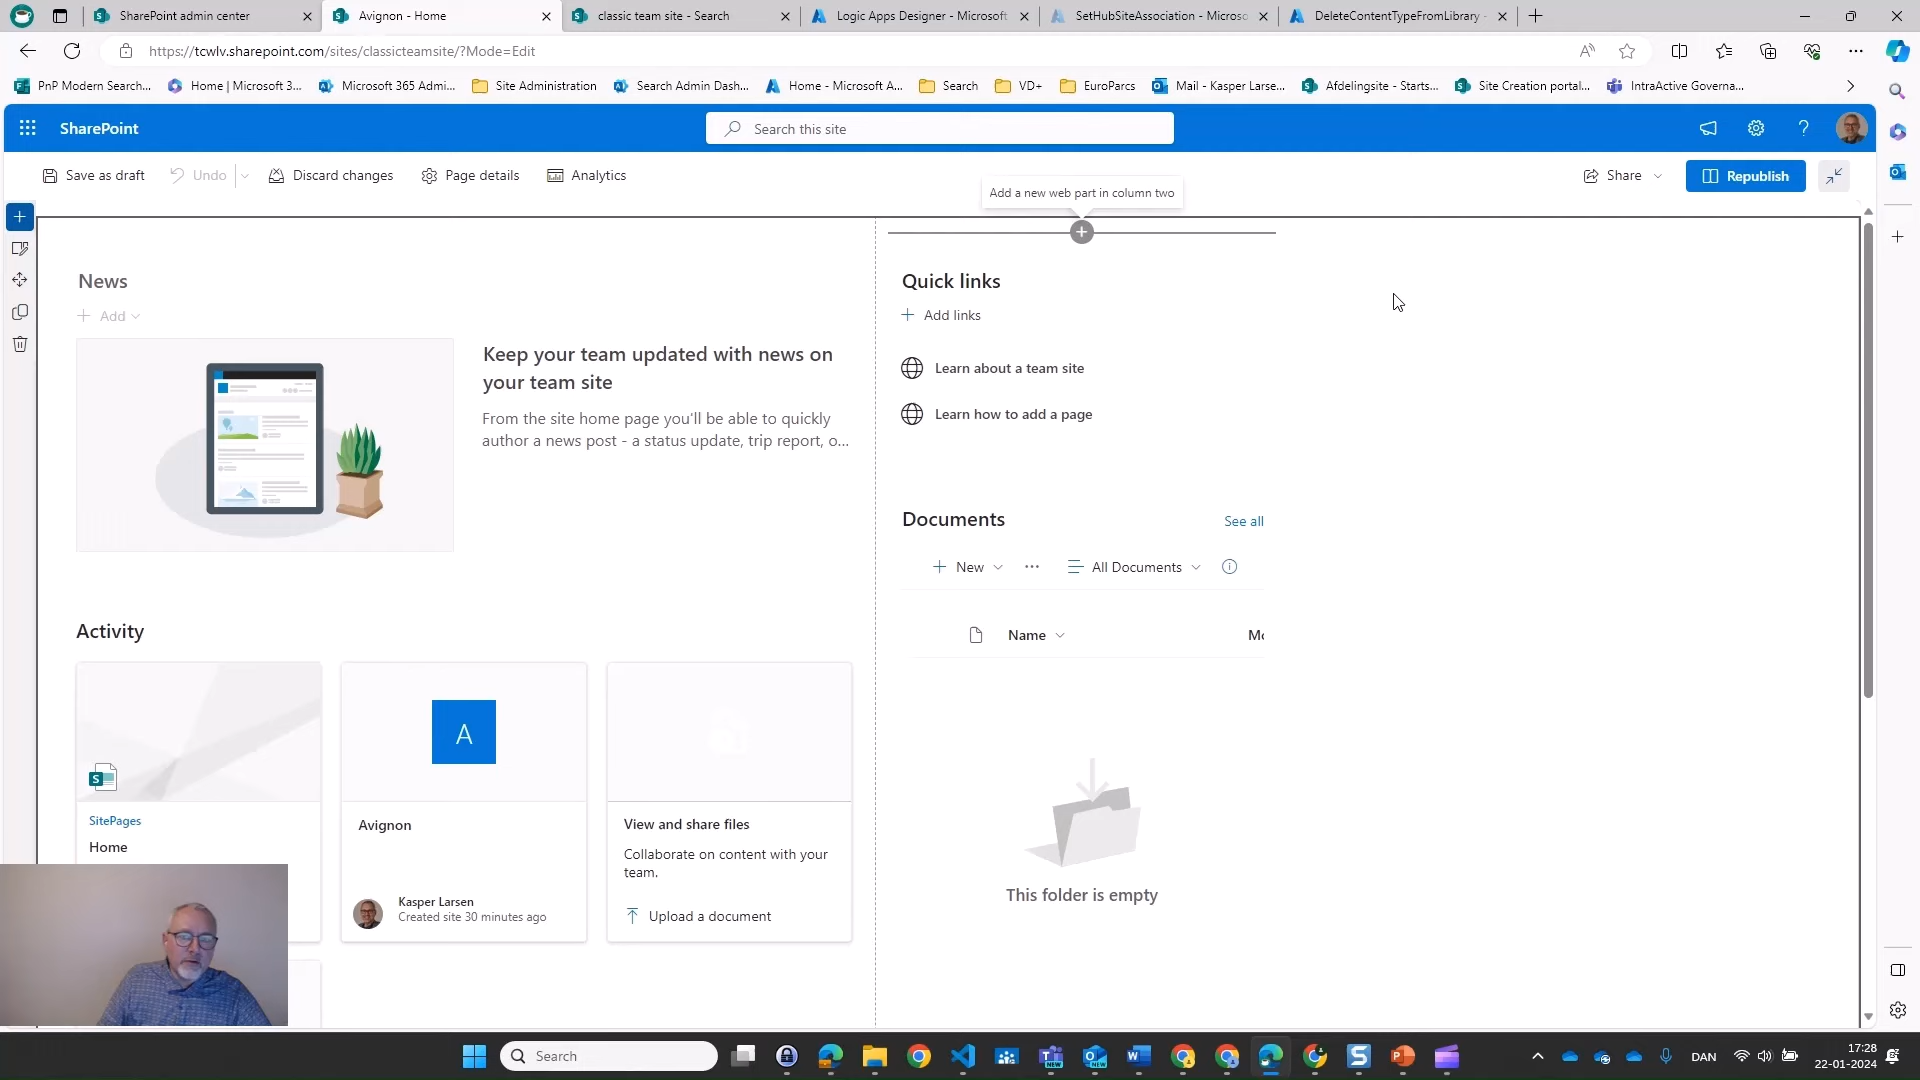 SharePoint admin center
Avignon - Home
classic team site - Search
Logic Apps Designer - Microsoft
SetHubSiteAssociation - Microso
DeleteContentTypeFromLibrary -
https://tcwlv.sharepoint.com/sites/classicteamsite/?Mode=Edit
PnP Modern Search...
Home | Microsoft 3...
Microsoft 365 Admi...
Site Administration
Search Admin Dash...
Home - Microsoft A...
Search
VD+
EuroParcs
Mail - Kasper Larse...
Afdelingsite - Starts...
Site Creation portal...
IntraActive Governa...
SharePoint
Search this site
Save as draft
Undo
Discard changes
Page details
Analytics
Share
Republish
Add a new web part in column two
News
Add
Keep your team updated with news on
your team site
From the site home page you'll be able to quickly
author a news post - a status update, trip report, o...
Quick links
Add links
Learn about a team site
Learn how to add a page
Documents
See all
New
All Documents
Name
Mo
This folder is empty
Activity
SitePages
Home
A
Avignon
Kasper Larsen
Created site 30 minutes ago
View and share files
Collaborate on content with your
team.
Upload a document
Search
DAN
17:28
22-01-2024